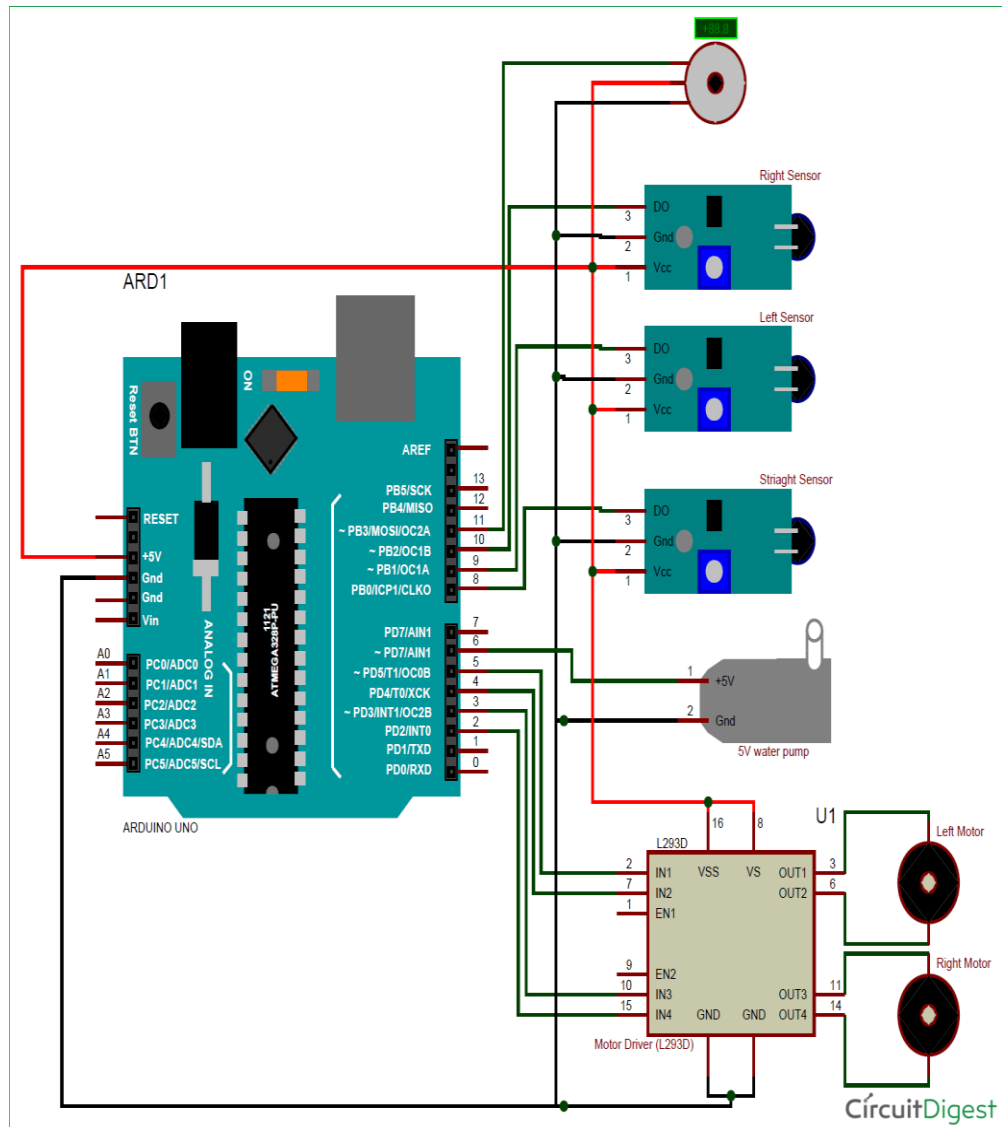 +88.8
Right Sensor
DO
3
Gnd
2
Vcc
1
ARD1
Left Sensor
DO
3
Gnd
2
Vcc
1
Reset BTN
ON
AREF
PB5/SCK 13
PB4/MISO 12
~ PB3/MOSI/OC2A 11
~ PB2/OC1B 10
~ PB1/OC1A 9
PB0/ICP1/CLKO 8
RESET
+5V
Gnd
Gnd
Vin
ANALOG IN
1121
ATMEGA328P-PU
Striaght Sensor
DO
3
Gnd
2
Vcc
1
PD7/AIN1 7
~ PD7/AIN1 6
~ PD5/T1/OC0B 5
PD4/T0/XCK 4
~ PD3/INT1/OC2B 3
PD2/INT0 2
PD1/TXD 1
PD0/RXD 0
A0 PC0/ADC0
A1 PC1/ADC1
A2 PC2/ADC2
A3 PC3/ADC3
A4 PC4/ADC4/SDA
A5 PC5/ADC5/SCL
ARDUINO UNO
1 +5V
2 Gnd
5V water pump
U1
16 8
L293D
VSS VS
2 IN1
7 IN2
1 EN1
9 EN2
10 IN3
15 IN4
OUT1 3
OUT2 6
OUT3 11
OUT4 14
GND GND
Motor Driver (L293D)
Left Motor
Right Motor
CircuitDigest